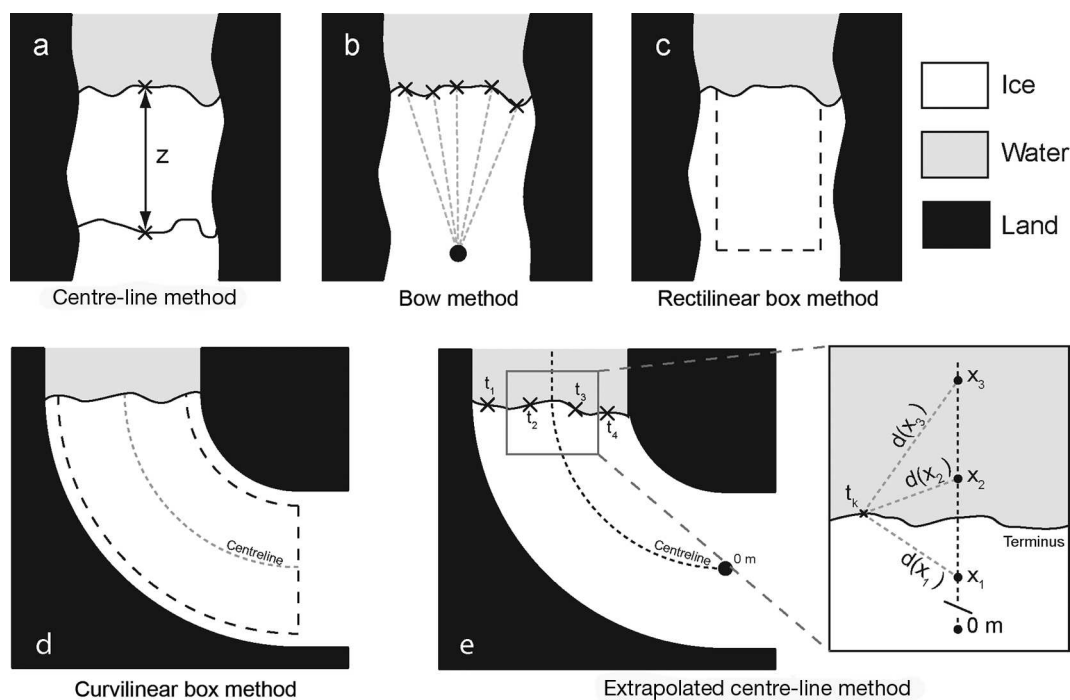 a
z
Centre-line method
b
Bow method
c
Rectilinear box method
Ice
Water
Land
Centreline
d
Curvilinear box method
t1
t2
t3
t4
Centreline
0 m
e
Extrapolated centre-line method
x3
d(x3)
x2
d(x2)
tk
Terminus
d(x1)
x1
0 m